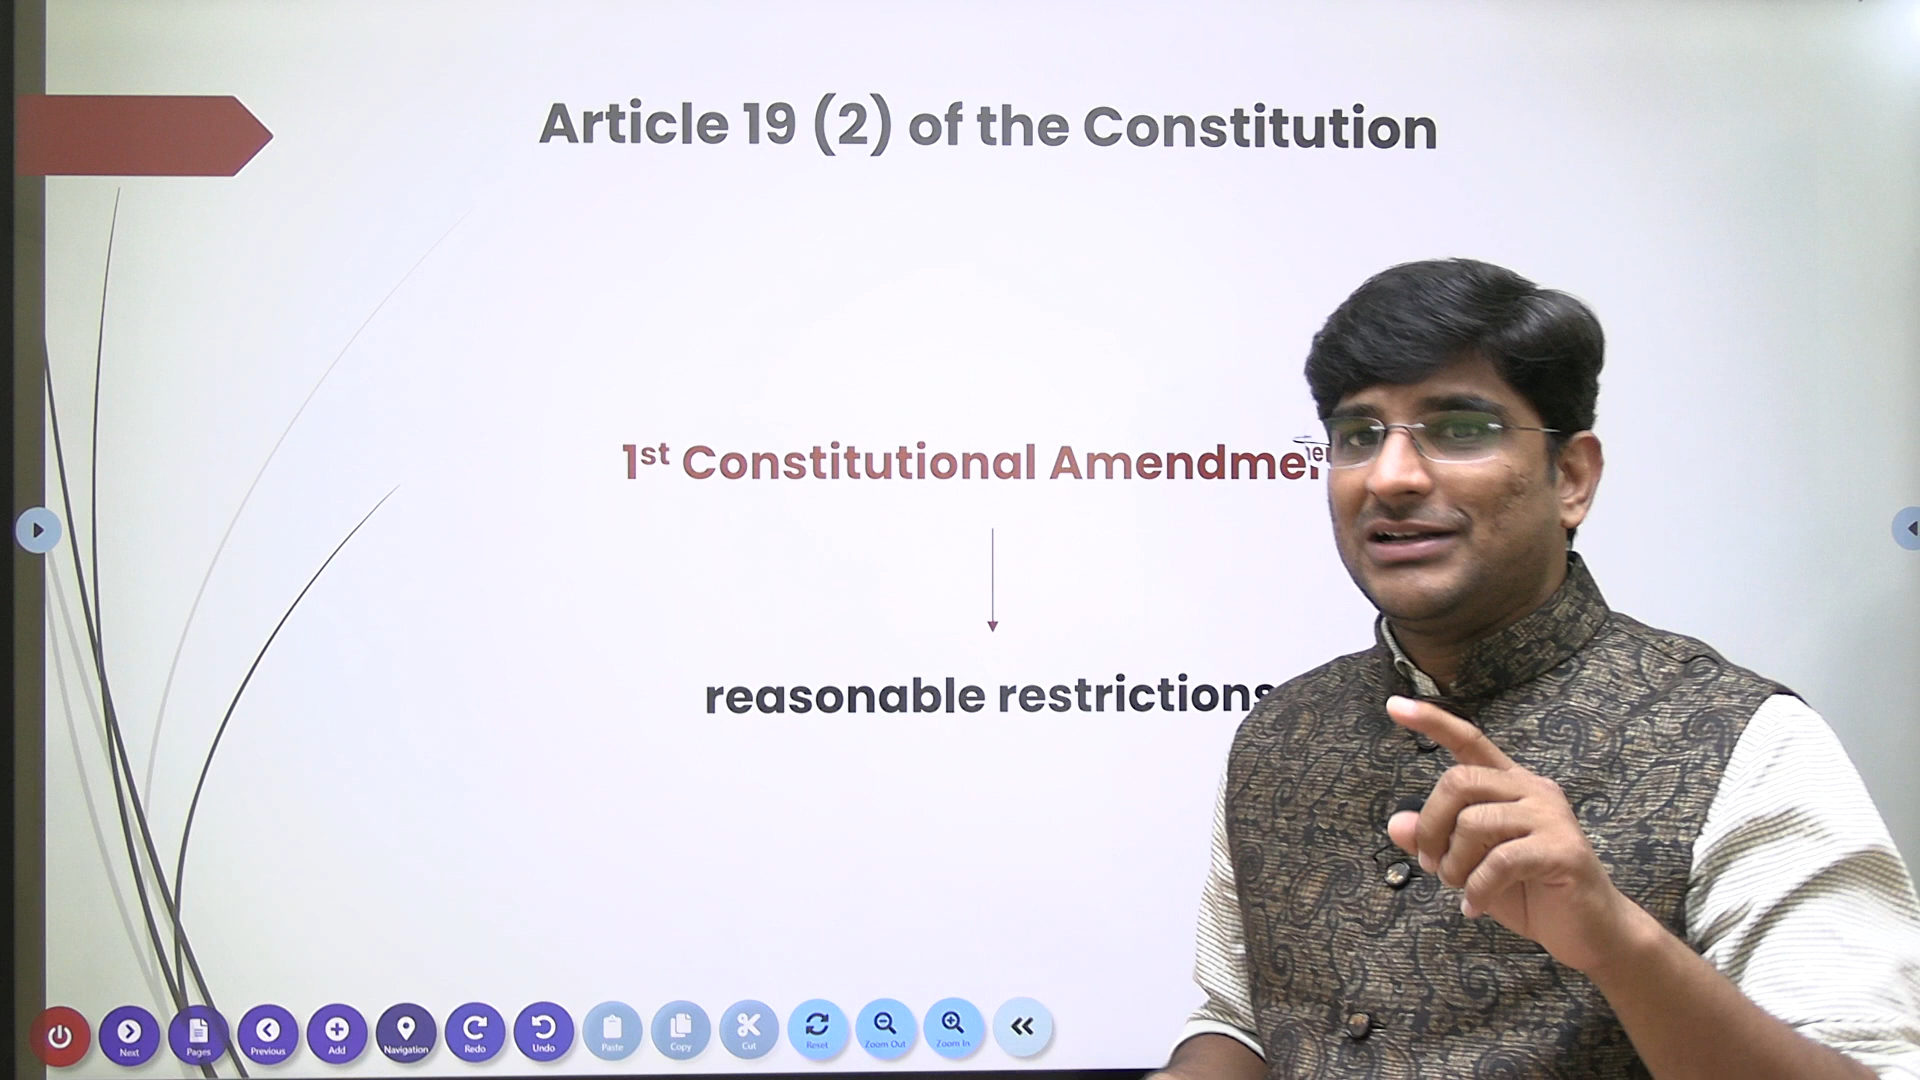 Article 19 (2) of the Constitution
1st Constitutional Amendme
reasonable restrictions
Next
Pages
Previous
Add
Navigation
Redo
Undo
Paste
Copy
Cut
Reset
Zoom Out
Zoom In